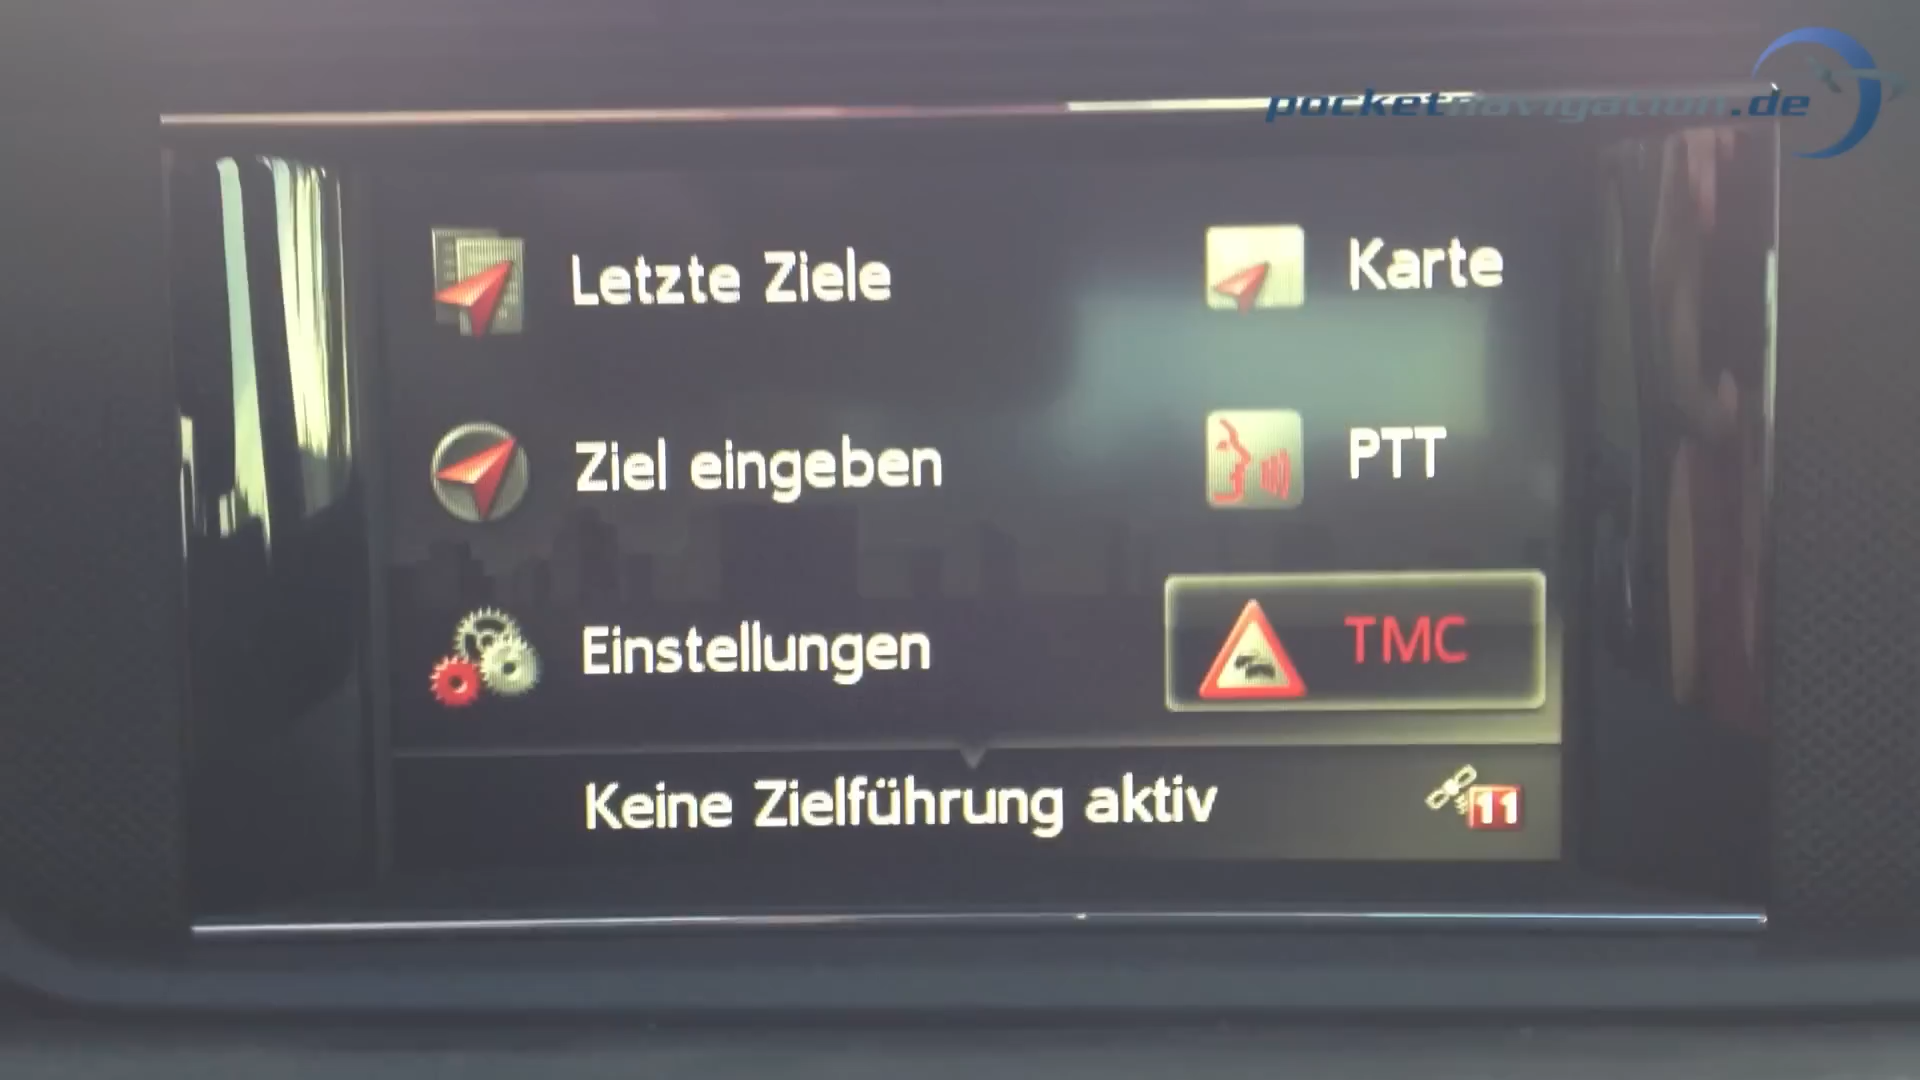 pocketnavigation.de
Letzte Ziele
Karte
Ziel eingeben
PTT
Einstellungen
TMC
Keine Zielführung aktiv
11